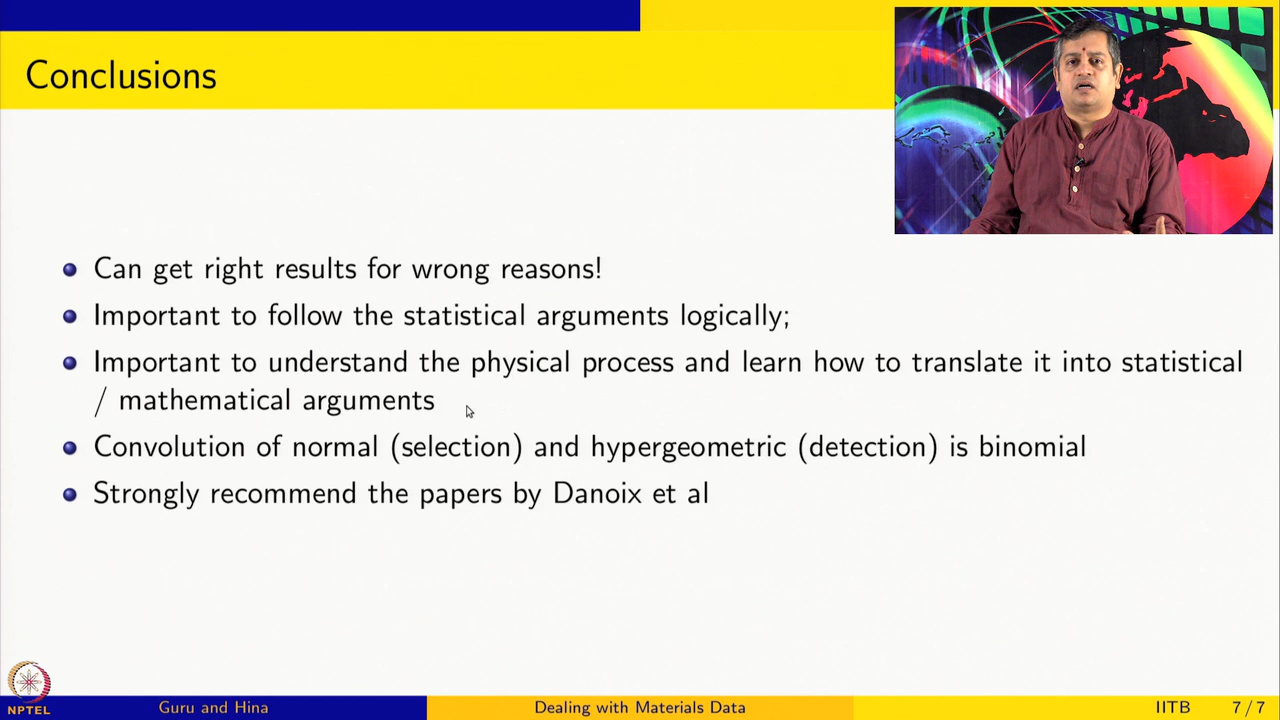 Conclusions
Can get right results for wrong reasons!
Important to follow the statistical arguments logically;
Important to understand the physical process and learn how to translate it into statistical
/ mathematical arguments
Convolution of normal (selection) and hypergeometric (detection) is binomial
Strongly recommend the papers by Danoix et al
NPTEL
Guru and Hina
Dealing with Materials Data
IITB
7 / 7